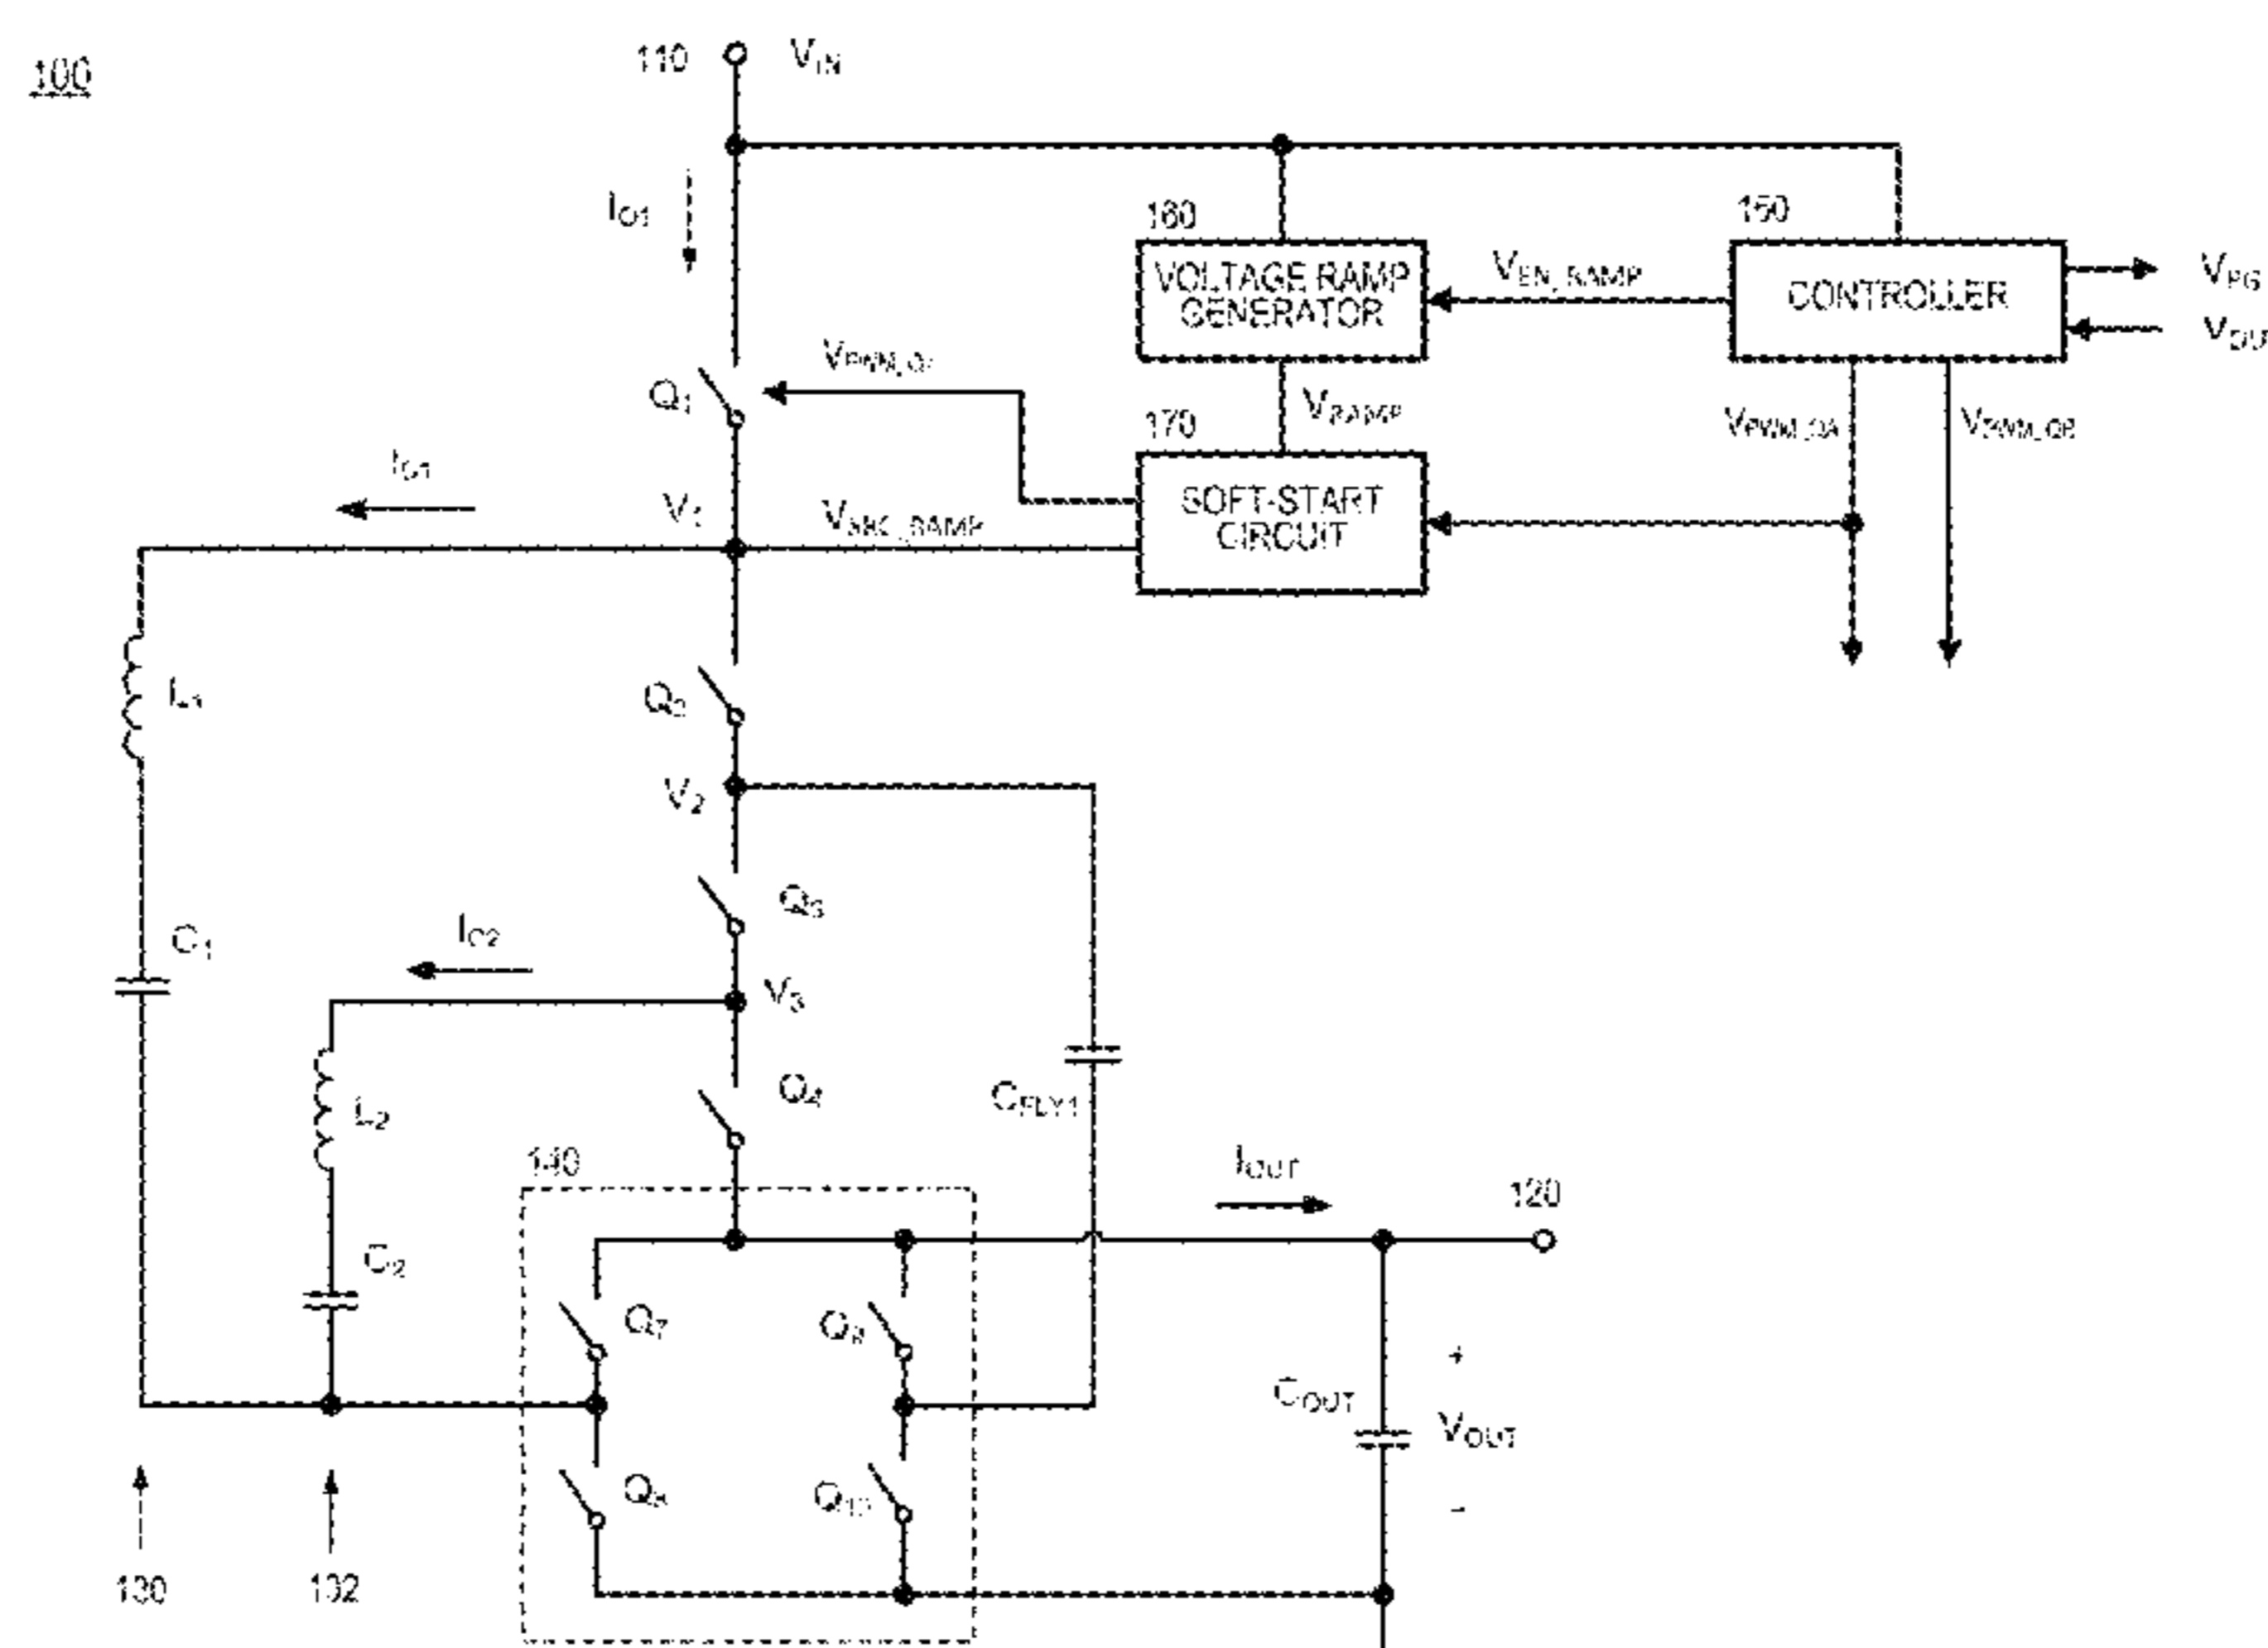 100
110
V_IN
I_Q1
160
150
VOLTAGE RAMP
GENERATOR
V_EN_RAMP
CONTROLLER
V_PG
V_OUT
Q1
V_PWM_Q1
V_RAMP
V_PWM_QA
V_PWM_QB
170
I_C1
V1
V_SRC_RAMP
SOFT-START
CIRCUIT
L1
Q2
V2
Q3
C1
I_C2
V3
Q4
C_FLY1
L2
140
I_OUT
120
C2
Q7
Q9
C_OUT
+
V_OUT
-
Q8
Q10
130
132